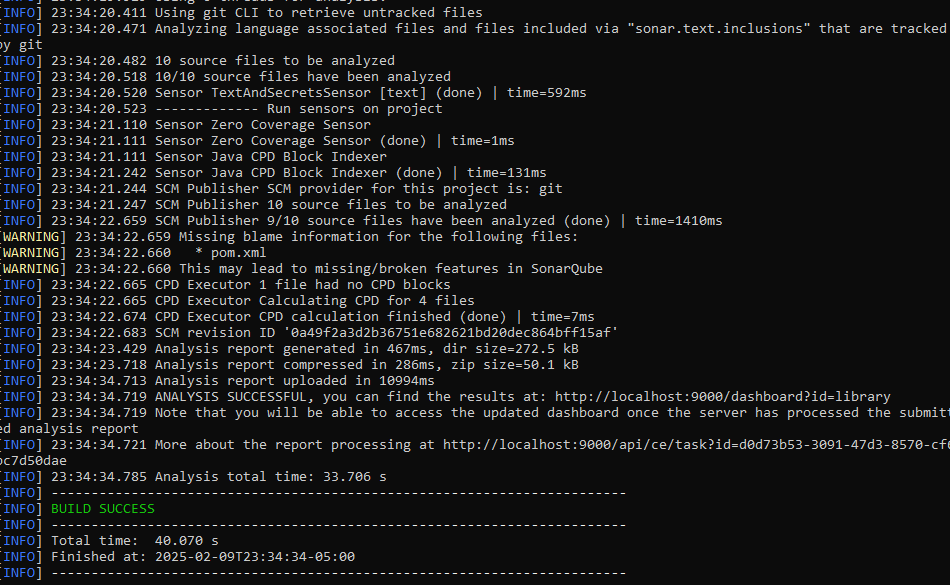 [INFO] 23:34:20.411 Using git CLI to retrieve untracked files
[INFO] 23:34:20.471 Analyzing language associated files and files included via "sonar.text.inclusions" that are tracked
by git
[INFO] 23:34:20.482 10 source files to be analyzed
[INFO] 23:34:20.518 10/10 source files have been analyzed
[INFO] 23:34:20.520 Sensor TextAndSecretsSensor [text] (done) | time=592ms
[INFO] 23:34:20.523 ------------- Run sensors on project
[INFO] 23:34:21.110 Sensor Zero Coverage Sensor
[INFO] 23:34:21.111 Sensor Zero Coverage Sensor (done) | time=1ms
[INFO] 23:34:21.111 Sensor Java CPD Block Indexer
[INFO] 23:34:21.242 Sensor Java CPD Block Indexer (done) | time=131ms
[INFO] 23:34:21.244 SCM Publisher SCM provider for this project is: git
[INFO] 23:34:21.247 SCM Publisher 10 source files to be analyzed
[INFO] 23:34:22.659 SCM Publisher 9/10 source files have been analyzed (done) | time=1410ms
[WARNING] 23:34:22.659 Missing blame information for the following files:
[WARNING] 23:34:22.660   * pom.xml
[WARNING] 23:34:22.660 This may lead to missing/broken features in SonarQube
[INFO] 23:34:22.665 CPD Executor 1 file had no CPD blocks
[INFO] 23:34:22.665 CPD Executor Calculating CPD for 4 files
[INFO] 23:34:22.674 CPD Executor CPD calculation finished (done) | time=7ms
[INFO] 23:34:22.683 SCM revision ID '0a49f2a3d2b36751e682621bd20dec864bff15af'
[INFO] 23:34:23.429 Analysis report generated in 467ms, dir size=272.5 kB
[INFO] 23:34:23.718 Analysis report compressed in 286ms, zip size=50.1 kB
[INFO] 23:34:34.713 Analysis report uploaded in 10994ms
[INFO] 23:34:34.719 ANALYSIS SUCCESSFUL, you can find the results at: http://localhost:9000/dashboard?id=library
[INFO] 23:34:34.719 Note that you will be able to access the updated dashboard once the server has processed the submitt
ed analysis report
[INFO] 23:34:34.721 More about the report processing at http://localhost:9000/api/ce/task?id=d0d73b53-3091-47d3-8570-cf6
bc7d50dae
[INFO] 23:34:34.785 Analysis total time: 33.706 s
[INFO] ------------------------------------------------------------------------
[INFO] BUILD SUCCESS
[INFO] ------------------------------------------------------------------------
[INFO] Total time:  40.070 s
[INFO] Finished at: 2025-02-09T23:34:34-05:00
[INFO] ------------------------------------------------------------------------